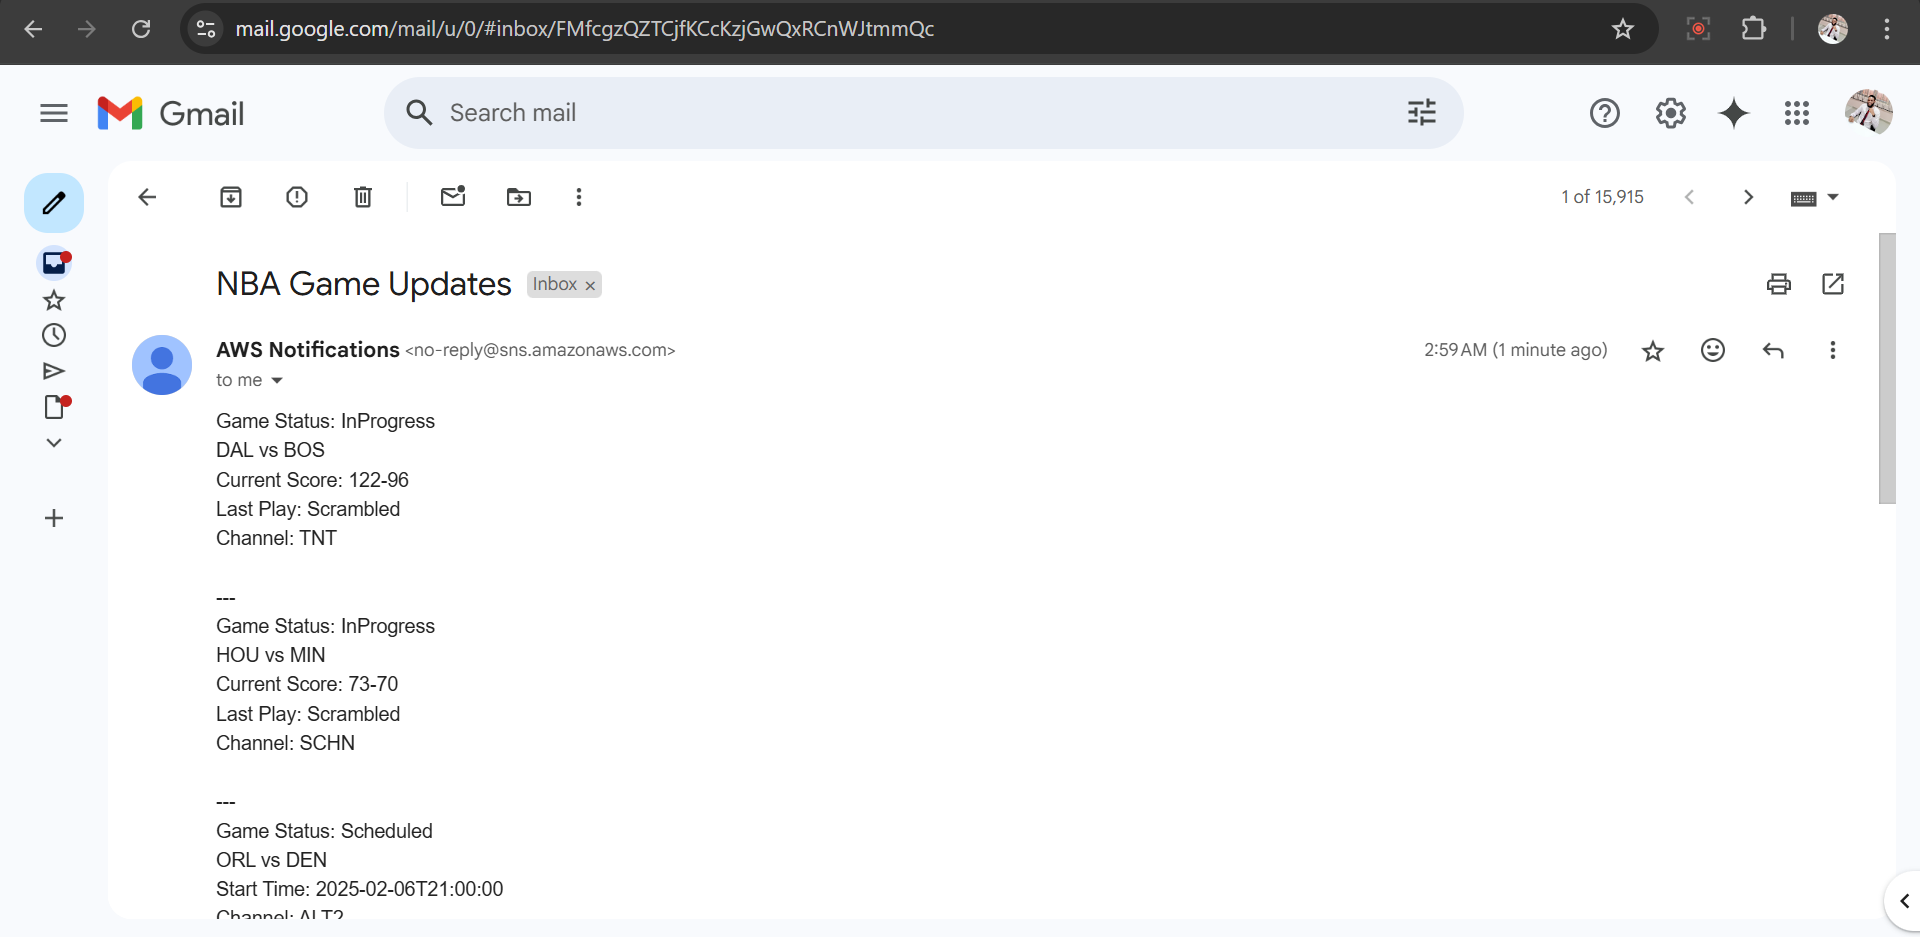 mail.google.com/mail/u/0/#inbox/FMfcgzQZTCjfKCcKzjGwQxRCnWJtmmQc
Gmail
Search mail
1 of 15,915
NBA Game Updates
Inbox ×
AWS Notifications <no-reply@sns.amazonaws.com>
2:59 AM (1 minute ago)
to me
Game Status: InProgress
DAL vs BOS
Current Score: 122-96
Last Play: Scrambled
Channel: TNT
---
Game Status: InProgress
HOU vs MIN
Current Score: 73-70
Last Play: Scrambled
Channel: SCHN
---
Game Status: Scheduled
ORL vs DEN
Start Time: 2025-02-06T21:00:00
Channel: ALT2